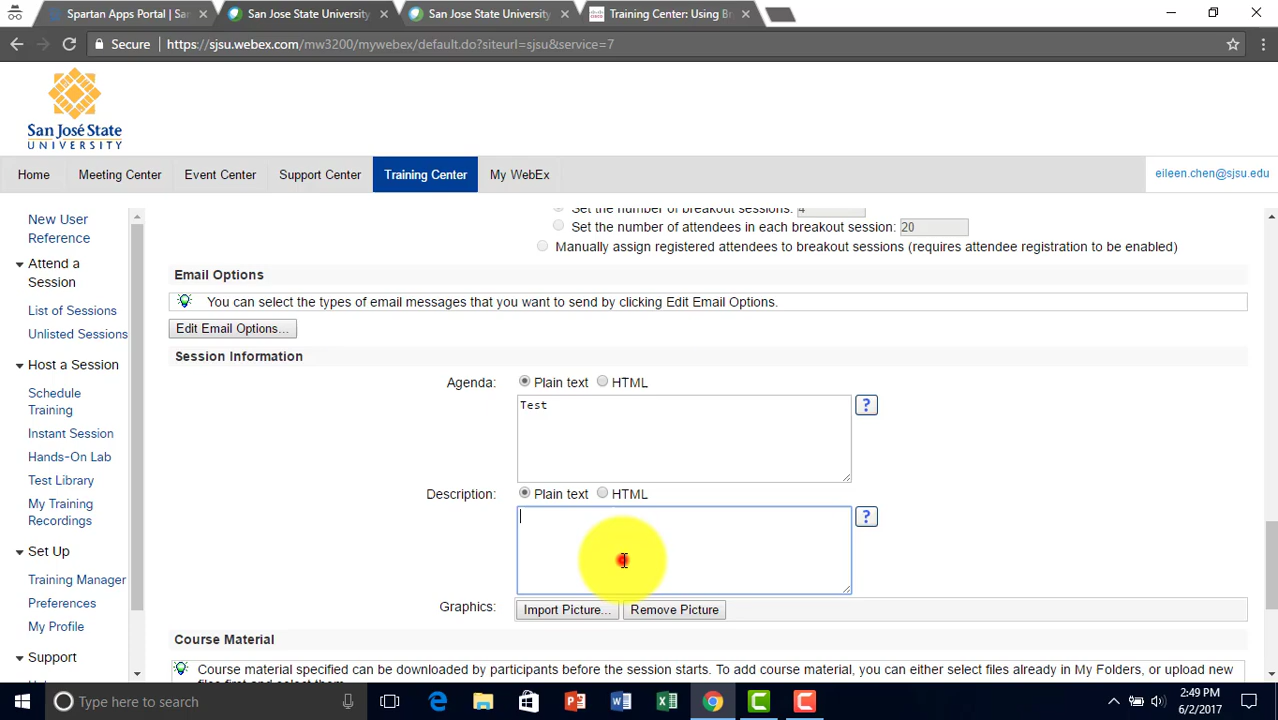 Spartan Apps Portal | San
San Jose State University
San Jose State University
Training Center: Using Br
Secure
https://sjsu.webex.com/mw3200/mywebex/default.do?siteurl=sjsu&service=7
San José State
UNIVERSITY
Home
Meeting Center
Event Center
Support Center
Training Center
My WebEx
eileen.chen@sjsu.edu
New User
Reference
Attend a
Session
List of Sessions
Unlisted Sessions
Host a Session
Schedule
Training
Instant Session
Hands-On Lab
Test Library
My Training
Recordings
Set Up
Training Manager
Preferences
My Profile
Support
Set the number of breakout sessions: 4
Set the number of attendees in each breakout session: 20
Manually assign registered attendees to breakout sessions (requires attendee registration to be enabled)
Email Options
You can select the types of email messages that you want to send by clicking Edit Email Options.
Edit Email Options...
Session Information
Agenda: Plain text HTML
Test
?
Description: Plain text HTML
?
Graphics: Import Picture... Remove Picture
Course Material
Course material specified can be downloaded by participants before the session starts. To add course material, you can either select files already in My Folders, or upload new
files first and select them
Type here to search
2:49 PM
6/2/2017